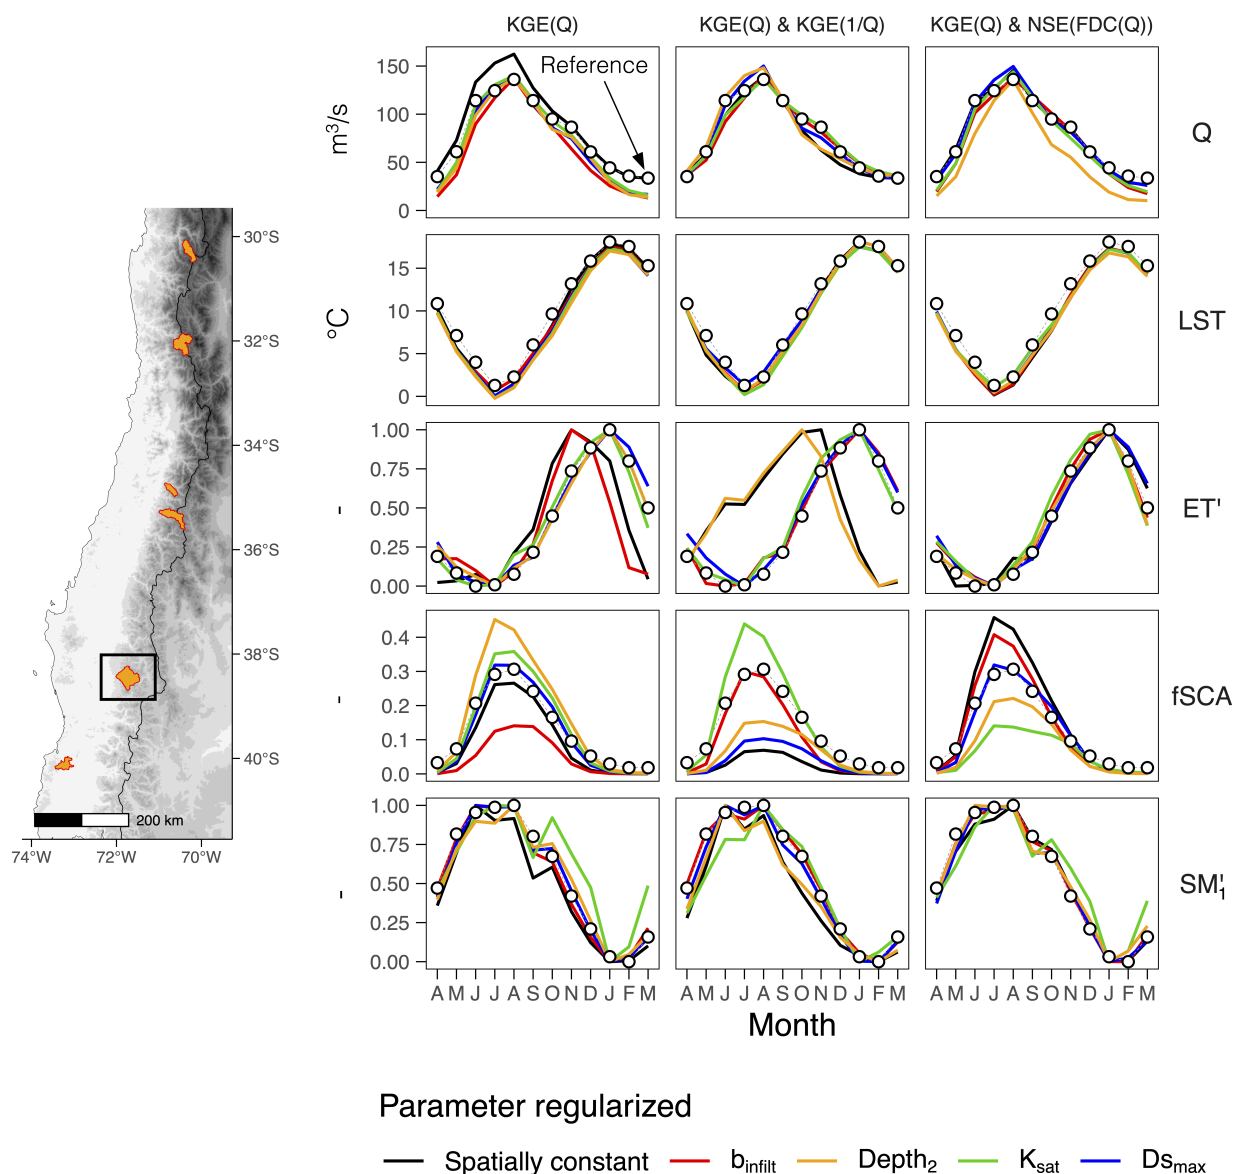 KGE(Q) KGE(Q) & KGE(1/Q) KGE(Q) & NSE(FDC(Q))
Reference
m³/s
150
100
50
0
Q
°C
15
10
5
0
LST
-
1.00
0.75
0.50
0.25
0.00
ET'
-
0.4
0.3
0.2
0.1
0.0
fSCA
-
1.00
0.75
0.50
0.25
0.00
SM'₁
A M J J A S O N D J F M A M J J A S O N D J F M A M J J A S O N D J F M
Month
30°S
32°S
34°S
36°S
38°S
40°S
200 km
74°W 72°W 70°W
Parameter regularized
Spatially constant b_infilt Depth₂ K_sat Ds_max